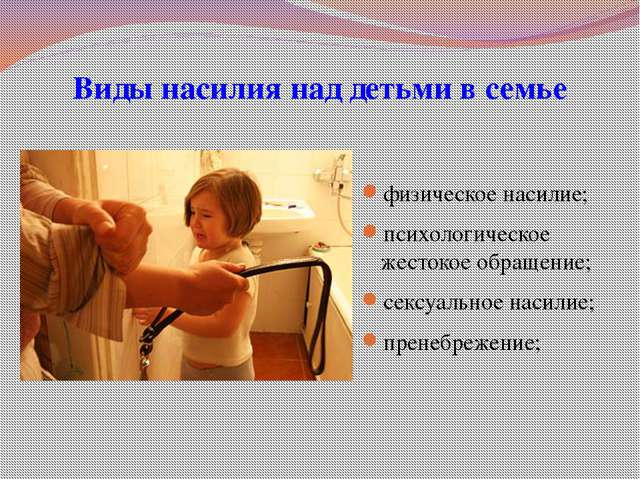 Виды насилия над детьми в семье
физическое насилие;
психологическое
жестокое обращение;
сексуальное насилие;
пренебрежение;